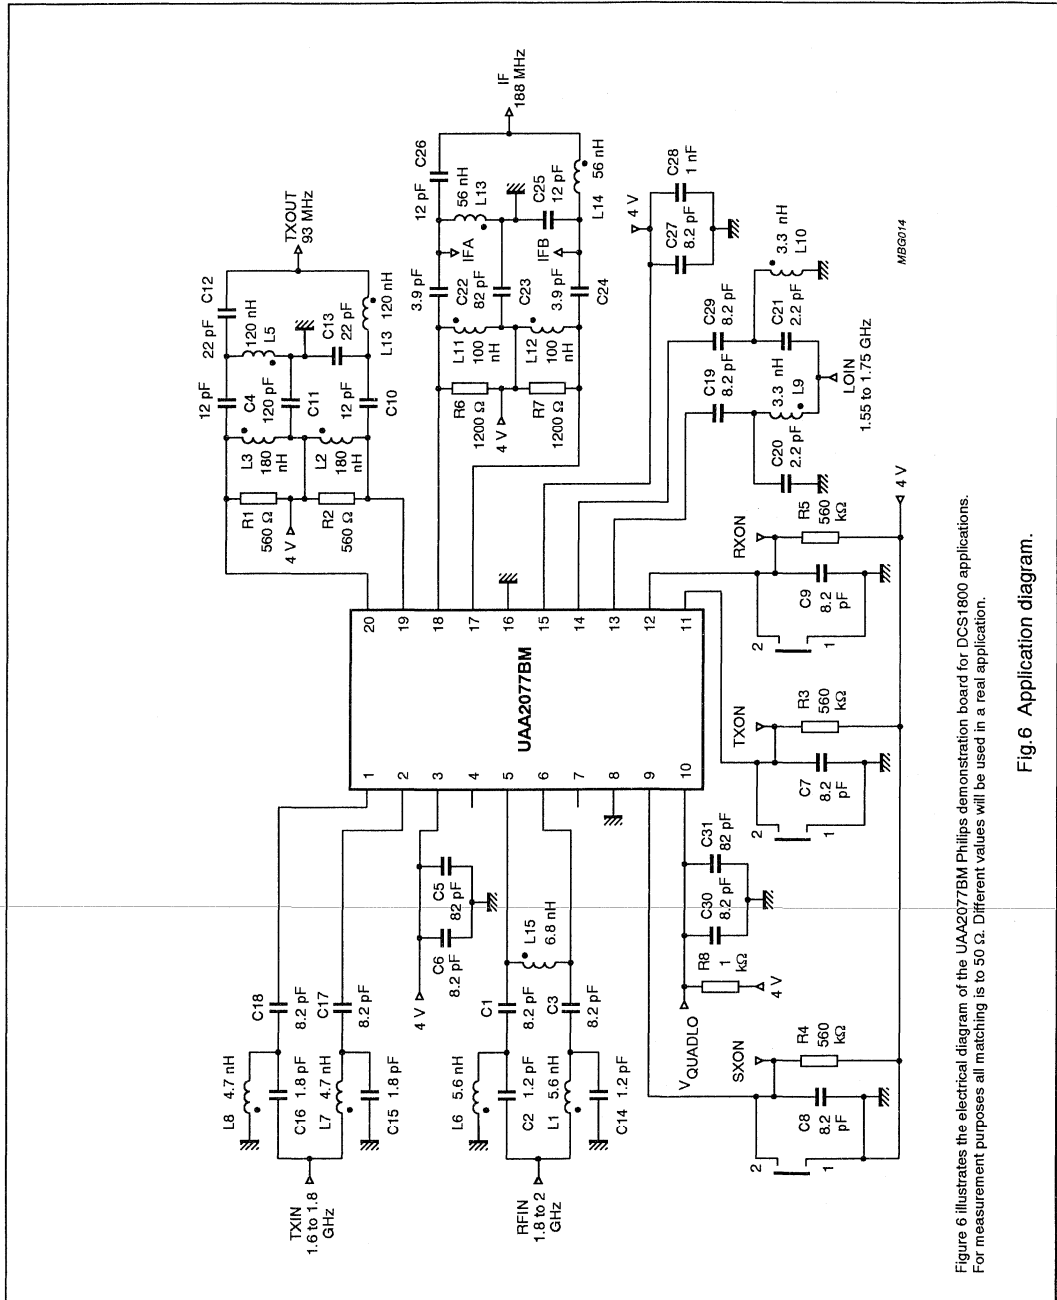 TXOUT
93 MHz
C12
22 pF
120 nH
L5
C13
22 pF
120 nH
L13
12 pF
C4
120 pF
C11
12 pF
C10
L3
180
nH
L2
180
nH
R1
560 Ω
4 V
R2
560 Ω
IF
188 MHz
C26
12 pF
56 nH
L13
C25
12 pF
56 nH
L14
IFA
IFB
3.9 pF
C22
82 pF
C23
3.9 pF
C24
L11
100
nH
L12
100
nH
R6
1200 Ω
4 V
R7
1200 Ω
4 V
C28
1 nF
C27
8.2 pF
3.3 nH
L10
C29
8.2 pF
C21
2.2 pF
C19
8.2 pF
3.3 nH
L9
C20
2.2 pF
LOIN
1.55 to 1.75 GHz
MBG014
20
19
18
17
16
15
14
13
12
11
UAA2077BM
1
2
3
4
5
6
7
8
9
10
RXON
R5
560
kΩ
C9
8.2
pF
2
1
4 V
TXON
R3
560
kΩ
C7
8.2
pF
2
1
C31
82 pF
C30
8.2 pF
R8
1
kΩ
4 V
VQUADLO
SXON
R4
560
kΩ
C8
8.2
pF
2
1
C5
82 pF
C6
8.2 pF
4 V
L15
6.8 nH
C18
8.2 pF
C17
8.2 pF
C1
8.2 pF
C3
8.2 pF
L8
4.7 nH
C16
1.8 pF
L7
4.7 nH
C15
1.8 pF
TXIN
1.6 to 1.8
GHz
L6
5.6 nH
C2
1.2 pF
L1
5.6 nH
C14
1.2 pF
RFIN
1.8 to 2
GHz
Figure 6 illustrates the electrical diagram of the UAA2077BM Philips demonstration board for DCS1800 applications.
For measurement purposes all matching is to 50 Ω. Different values will be used in a real application.
Fig.6 Application diagram.